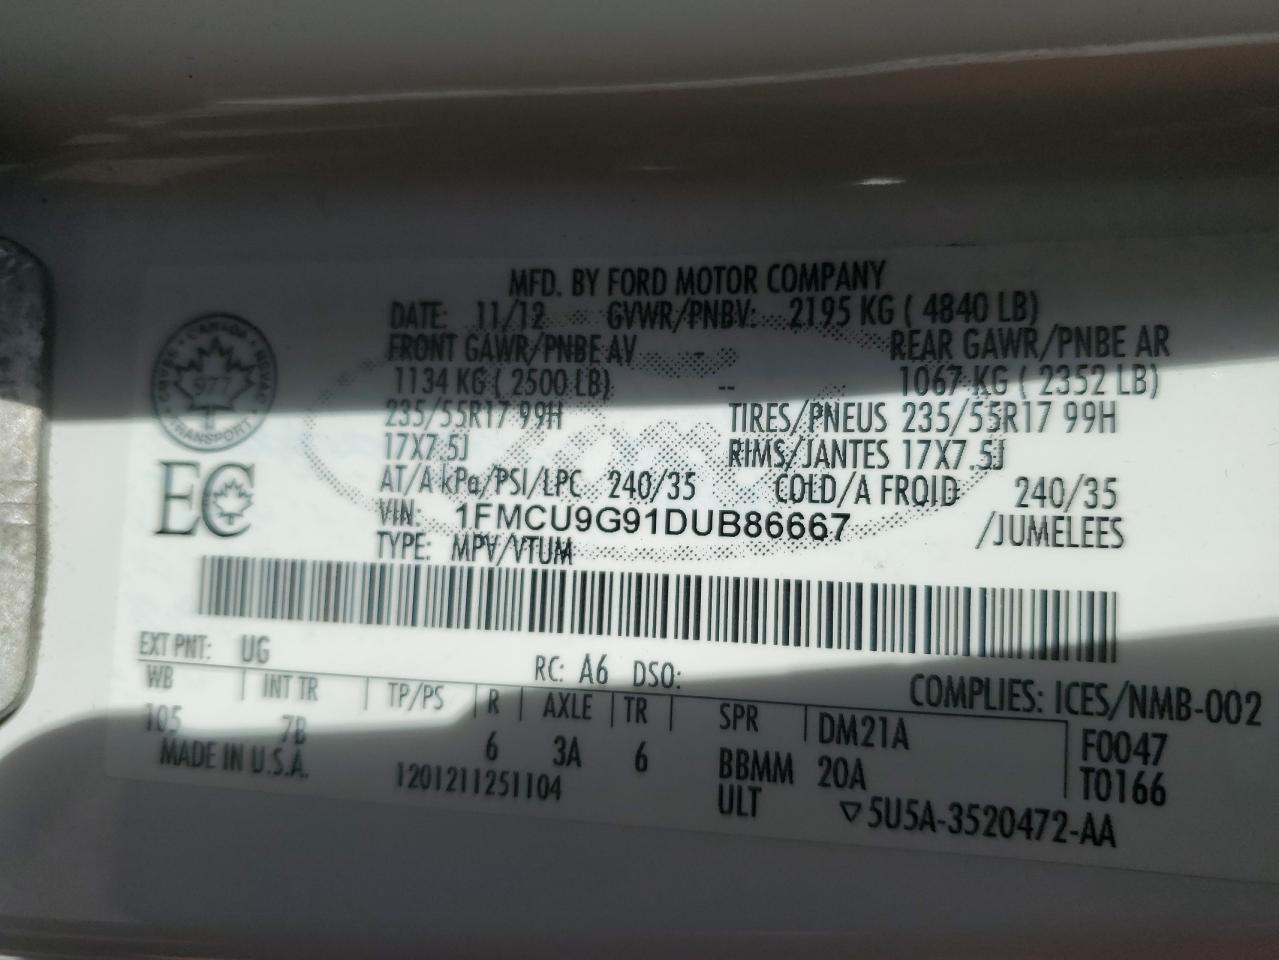 MFD. BY FORD MOTOR COMPANY
DATE: 11/12 GVWR/PNBV: 2195 KG ( 4840 LB)
FRONT GAWR/PNBE AV - REAR GAWR/PNBE AR
1134 KG ( 2500 LB) -- 1067 KG ( 2352 LB)
235/55R17 99H TIRES/PNEUS 235/55R17 99H
17X7.5J RIMS/JANTES 17X7.5J
AT/A kPa/PSI/LPC 240/35 COLD/A FROID 240/35
VIN: 1FMCU9G91DUB86667 /JUMELEES
TYPE: MPV/VTUM
CANADA
CMVSS NSVAC
977
T
TRANSPORT
EC
EXT PNT: UG RC: A6 DSO:
COMPLIES: ICES/NMB-002
WB | INT TR | TP/PS | R | AXLE | TR | SPR | DM21A F0047
105 7B 6 3A 6 BBMM 20A T0166
MADE IN U.S.A. 1201211251104 ULT ▽5U5A-3520472-AA